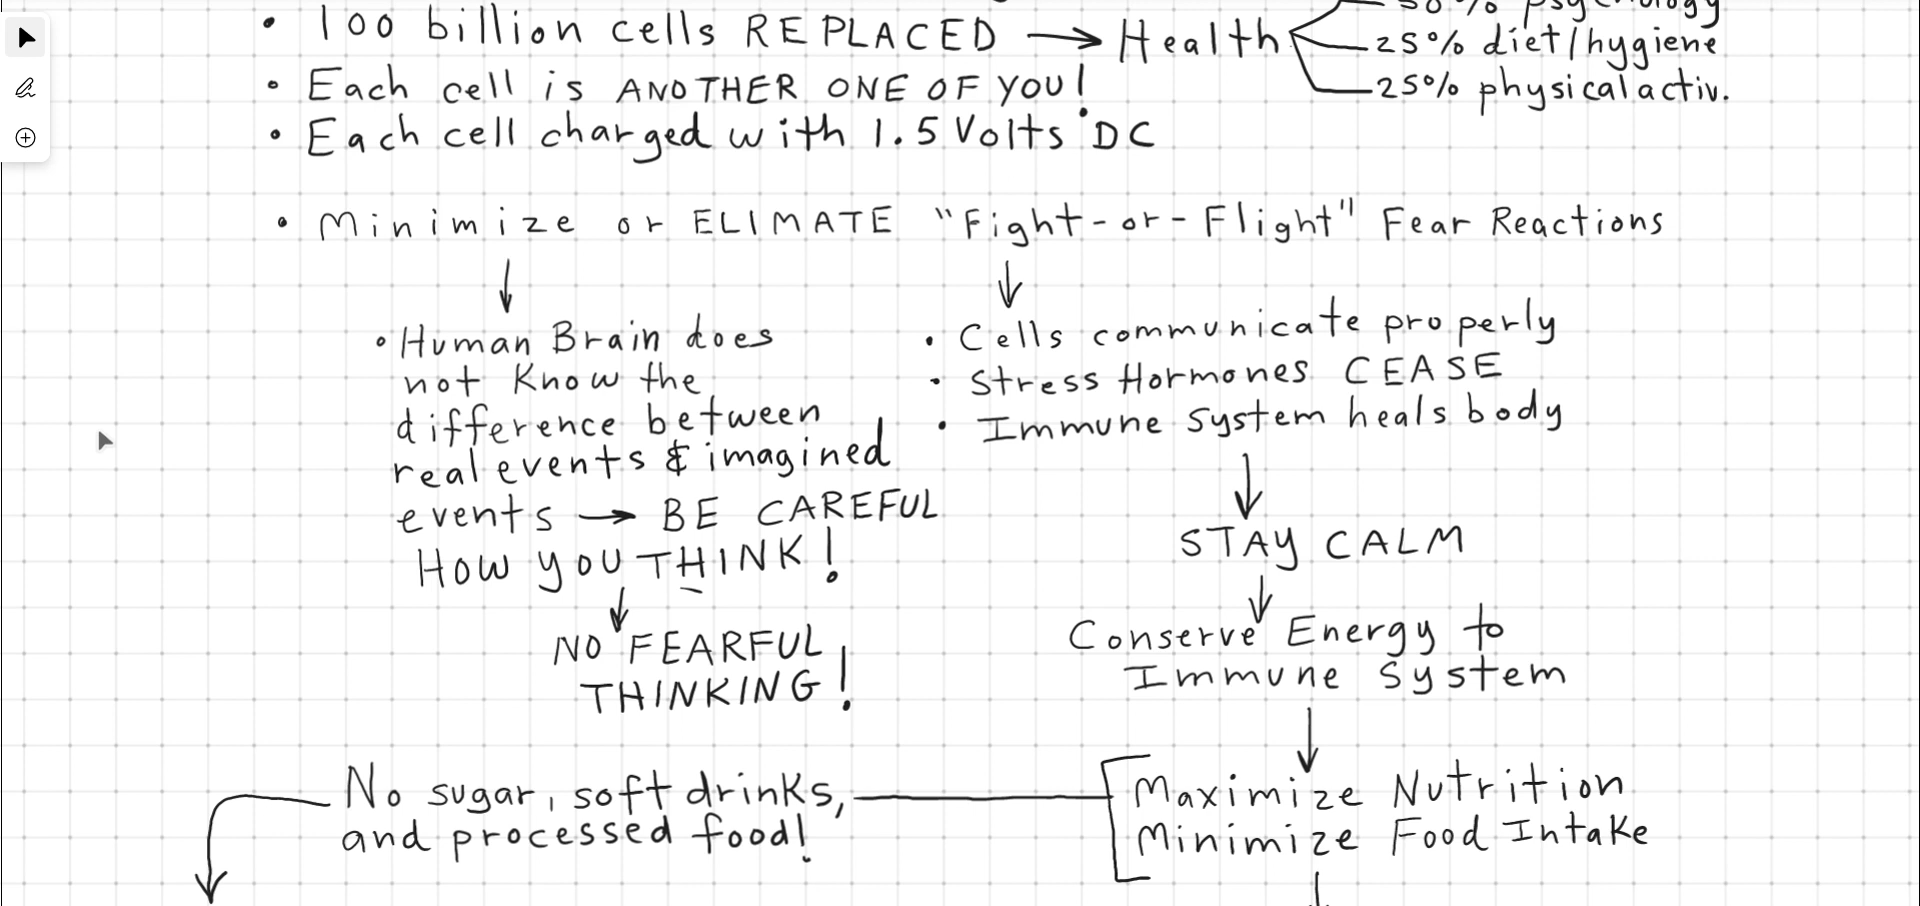 • 100 billion cells REPLACED → Health
50% psychology
25% diet/hygiene
25% physical activ.
• Each cell is ANOTHER ONE OF YOU!
• Each cell charged with 1.5 Volts DC
• Minimize or ELIMATE "Fight-or-Flight" Fear Reactions
• Human Brain does
not know the
difference between
real events & imagined
events → BE CAREFUL
HOW YOU THINK!
NO FEARFUL
THINKING!
• Cells communicate properly
• Stress Hormones CEASE
• Immune System heals body
STAY CALM
Conserve Energy to
Immune System
Maximize Nutrition
Minimize Food Intake
No sugar, soft drinks,
and processed food!